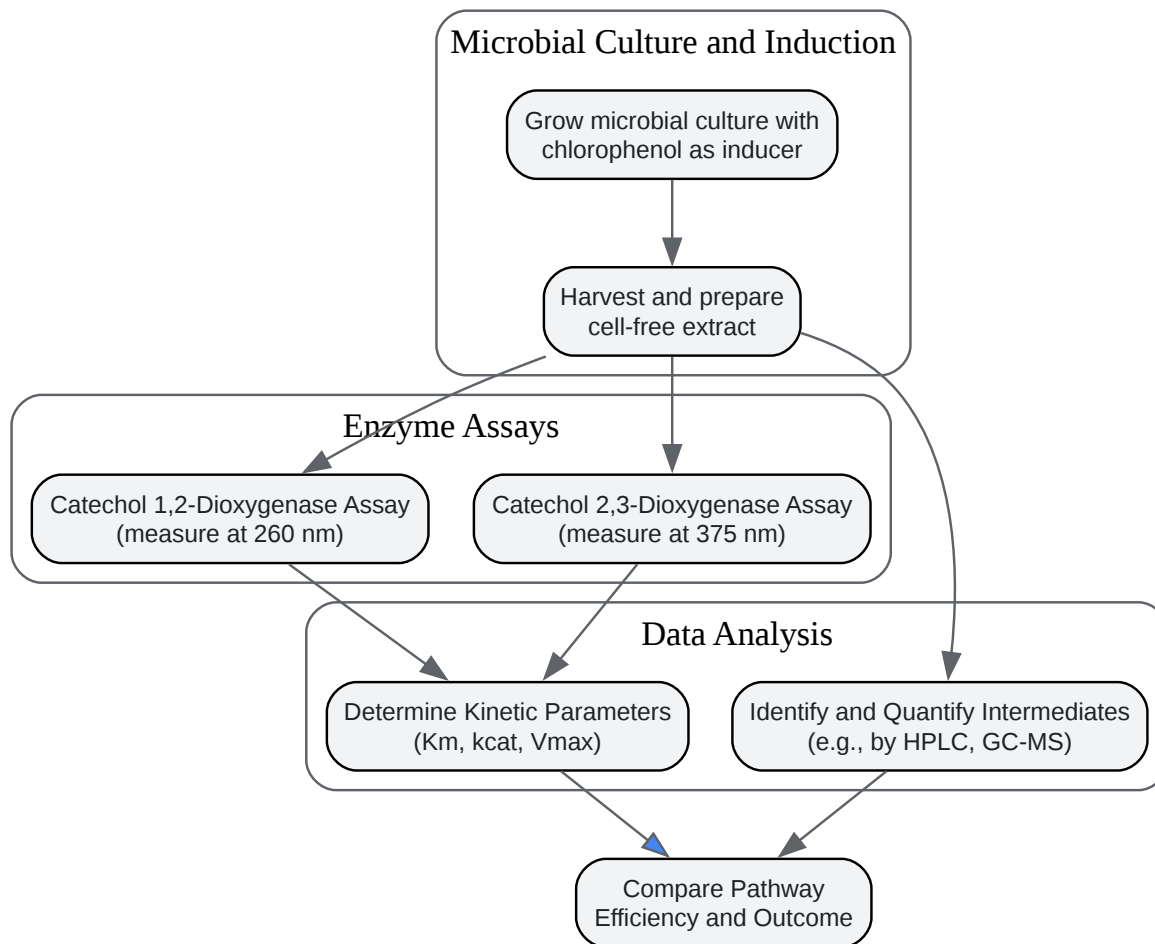 Microbial Culture and Induction
Grow microbial culture with
chlorophenol as inducer
Harvest and prepare
cell-free extract
Enzyme Assays
Catechol 1,2-Dioxygenase Assay
(measure at 260 nm)
Catechol 2,3-Dioxygenase Assay
(measure at 375 nm)
Data Analysis
Determine Kinetic Parameters
(Km, kcat, Vmax)
Identify and Quantify Intermediates
(e.g., by HPLC, GC-MS)
Compare Pathway
Efficiency and Outcome